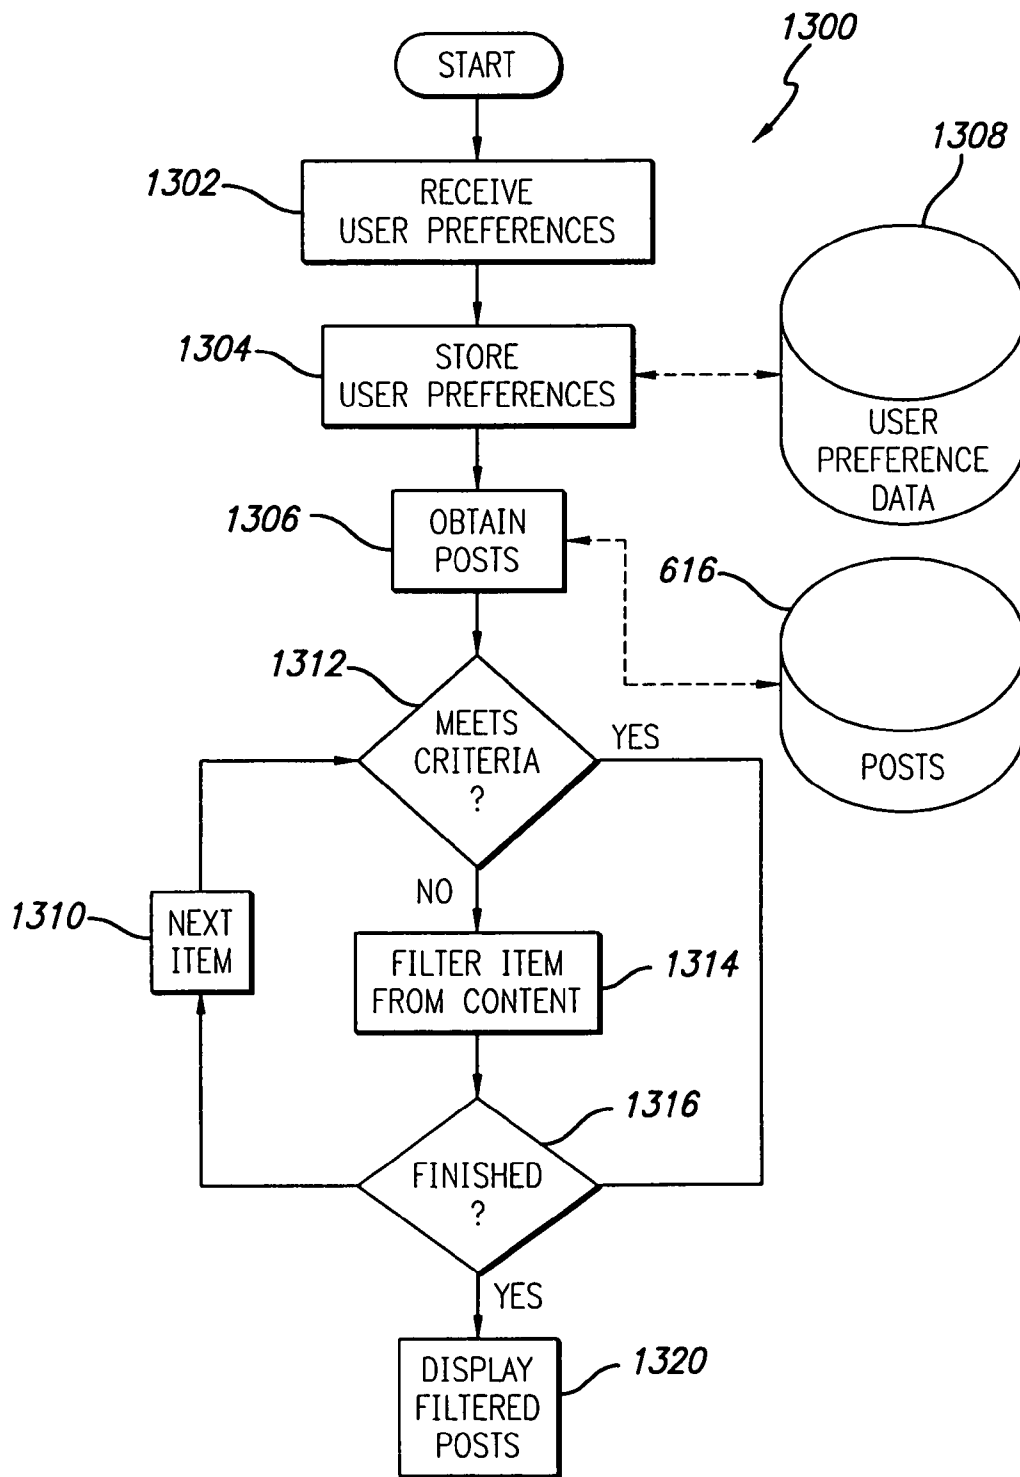 1300
START
1308
1302
RECEIVE
USER PREFERENCES
1304
STORE
USER PREFERENCES
USER
PREFERENCE
DATA
1306
OBTAIN
POSTS
616
1312
MEETS
CRITERIA
?
YES
POSTS
NO
1310
NEXT
ITEM
FILTER ITEM
FROM CONTENT
1314
1316
FINISHED
?
YES
DISPLAY
FILTERED
POSTS
1320